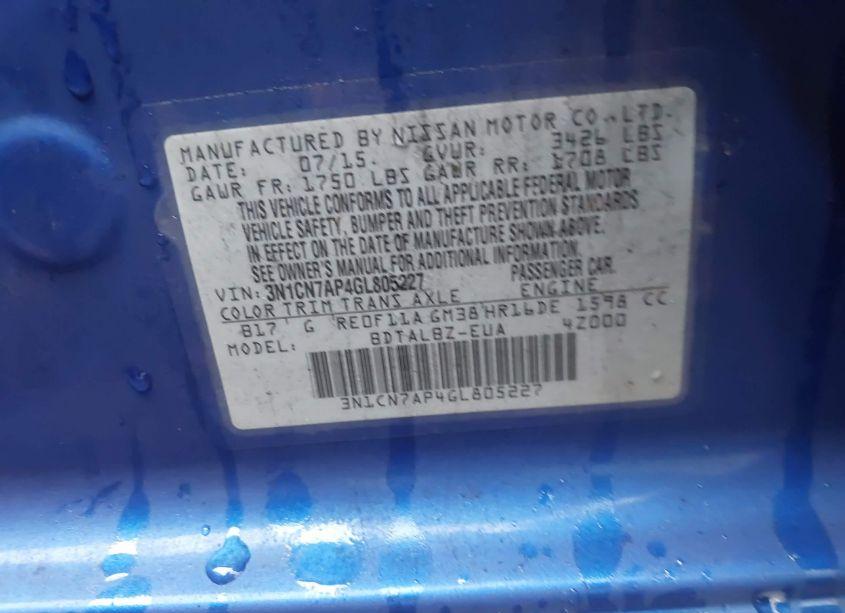 MANUFACTURED BY NISSAN MOTOR CO.,LTD.
DATE: 07/15. GVWR: 3426 LBS
GAWR FR: 1750 LBS GAWR RR: 1708 LBS
THIS VEHICLE CONFORMS TO ALL APPLICABLE FEDERAL MOTOR
VEHICLE SAFETY, BUMPER AND THEFT PREVENTION STANDARDS
IN EFFECT ON THE DATE OF MANUFACTURE SHOWN ABOVE.
SEE OWNER'S MANUAL FOR ADDITIONAL INFORMATION.
VIN: 3N1CN7AP4GL805227 PASSENGER CAR.
COLOR TRIM TRANS AXLE ENGINE
B17 G RE0F11A GM38 HR16DE 1598 CC
MODEL: BDTALBZ-EUA 4Z000
3N1CN7AP4GL805227